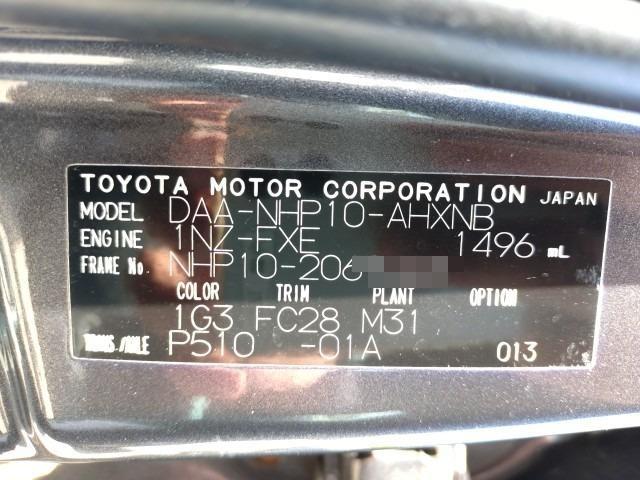 TOYOTA MOTOR CORPORATION JAPAN
MODEL DAA-NHP10-AHXNB
ENGINE 1NZ-FXE 1496 mL
FRAME No. NHP10-206
COLOR TRIM PLANT OPTION
1G3 FC28 M31
TRANS./AXLE P510 -01A 013